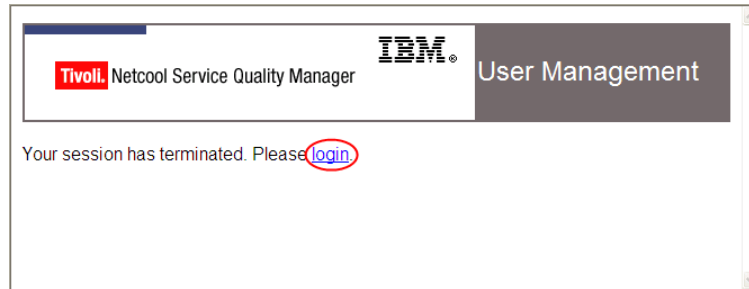 IBM®
Tivoli. Netcool Service Quality Manager
User Management
Your session has terminated. Please login.